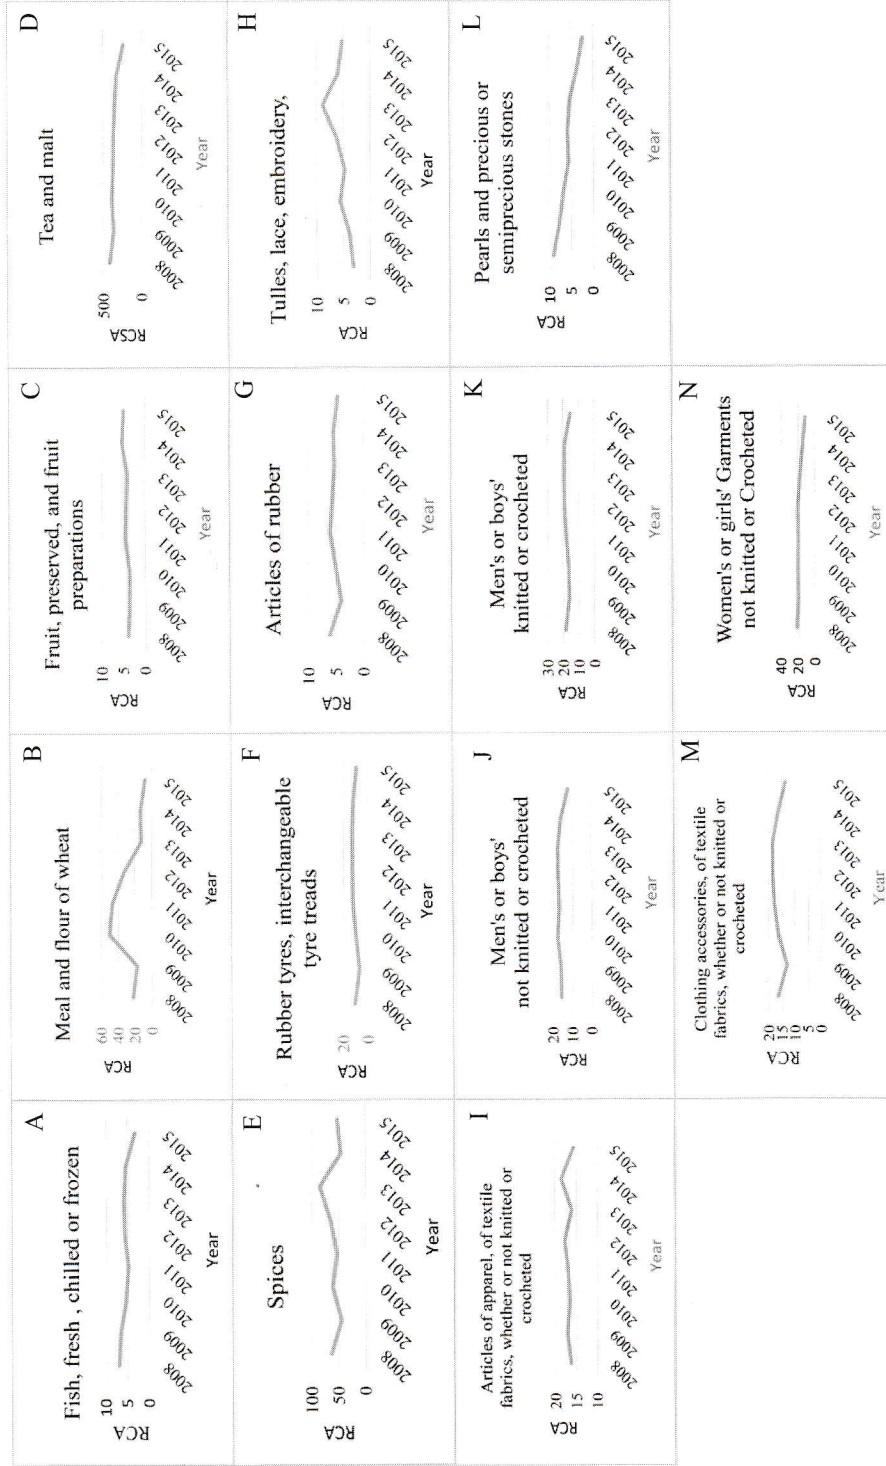 A
Fish, fresh , chilled or frozen
RCA
10
5
0
2008
2009
2010
2011
2012
2013
2014
2015
Year
B
Meal and flour of wheat
RCA
60
40
20
0
2008
2009
2010
2011
2012
2013
2014
2015
Year
C
Fruit, preserved, and fruit
preparations
RCA
10
5
0
2008
2009
2010
2011
2012
2013
2014
2015
Year
D
Tea and malt
RCSA
500
0
2008
2009
2010
2011
2012
2013
2014
2015
Year
E
Spices
RCA
100
50
0
2008
2009
2010
2011
2012
2013
2014
2015
Year
F
Rubber tyres, interchangeable
tyre treads
RCA
20
0
2008
2009
2010
2011
2012
2013
2014
2015
Year
G
Articles of rubber
RCA
10
5
0
2008
2009
2010
2011
2012
2013
2014
2015
Year
H
Tulles, lace, embroidery,
RCA
10
5
0
2008
2009
2010
2011
2012
2013
2014
2015
Year
I
Articles of apparel, of textile
fabrics, whether or not knitted or
crocheted
RCA
20
15
10
2008
2009
2010
2011
2012
2013
2014
2015
Year
J
Men's or boys'
not knitted or crocheted
RCA
20
10
0
2008
2009
2010
2011
2012
2013
2014
2015
Year
K
Men's or boys'
knitted or crocheted
RCA
30
20
10
0
2008
2009
2010
2011
2012
2013
2014
2015
Year
L
Pearls and precious or
semiprecious stones
RCA
10
5
0
2008
2009
2010
2011
2012
2013
2014
2015
Year
M
Clothing accessories, of textile
fabrics, whether or not knitted or
crocheted
RCA
20
15
10
5
0
2008
2009
2010
2011
2012
2013
2014
2015
Year
N
Women's or girls' Garments
not knitted or Crocheted
RCA
40
20
0
2008
2009
2010
2011
2012
2013
2014
2015
Year